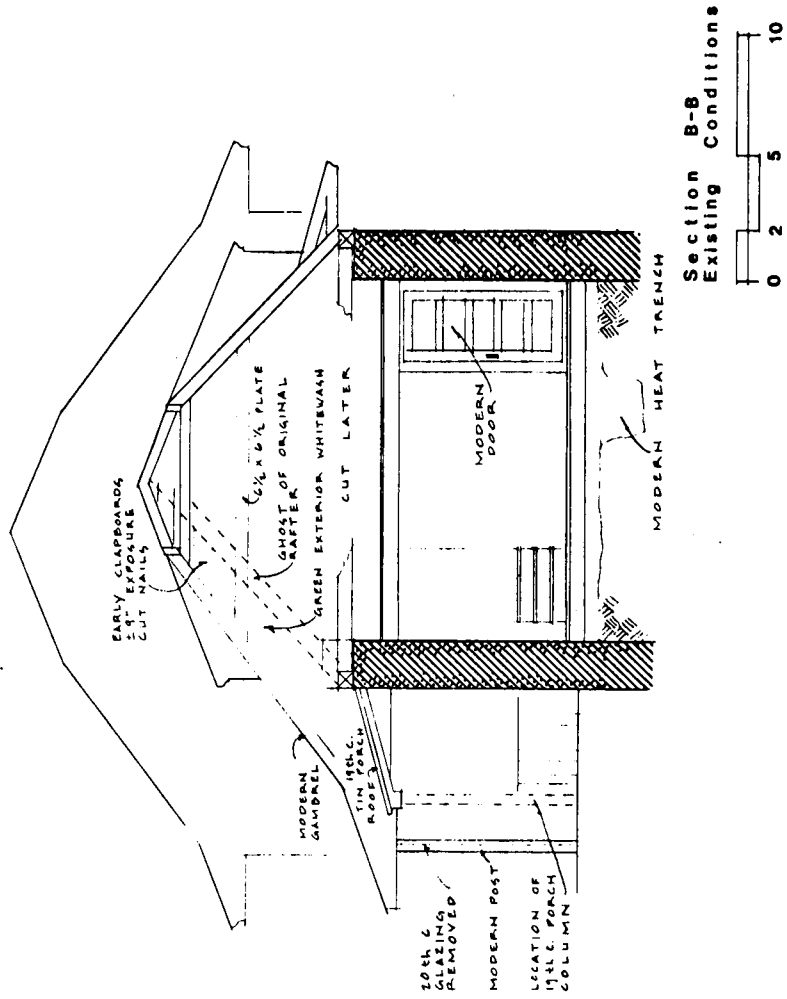 EARLY CLAPBOARDS
±9" EXPOSURE
CUT NAILS
6½ x 6½ PLATE
GHOST OF ORIGINAL
RAFTER
GREEN EXTERIOR WHITEWASH
CUT LATER
MODERN
GAMBREL
19th C.
TIN PORCH
ROOF
MODERN
DOOR
20th C
GLAZING
REMOVED
MODERN POST
LOCATION OF
19th C. PORCH
COLUMN
MODERN HEAT TRENCH
Section B-B
Existing Conditions
0 2 5 10